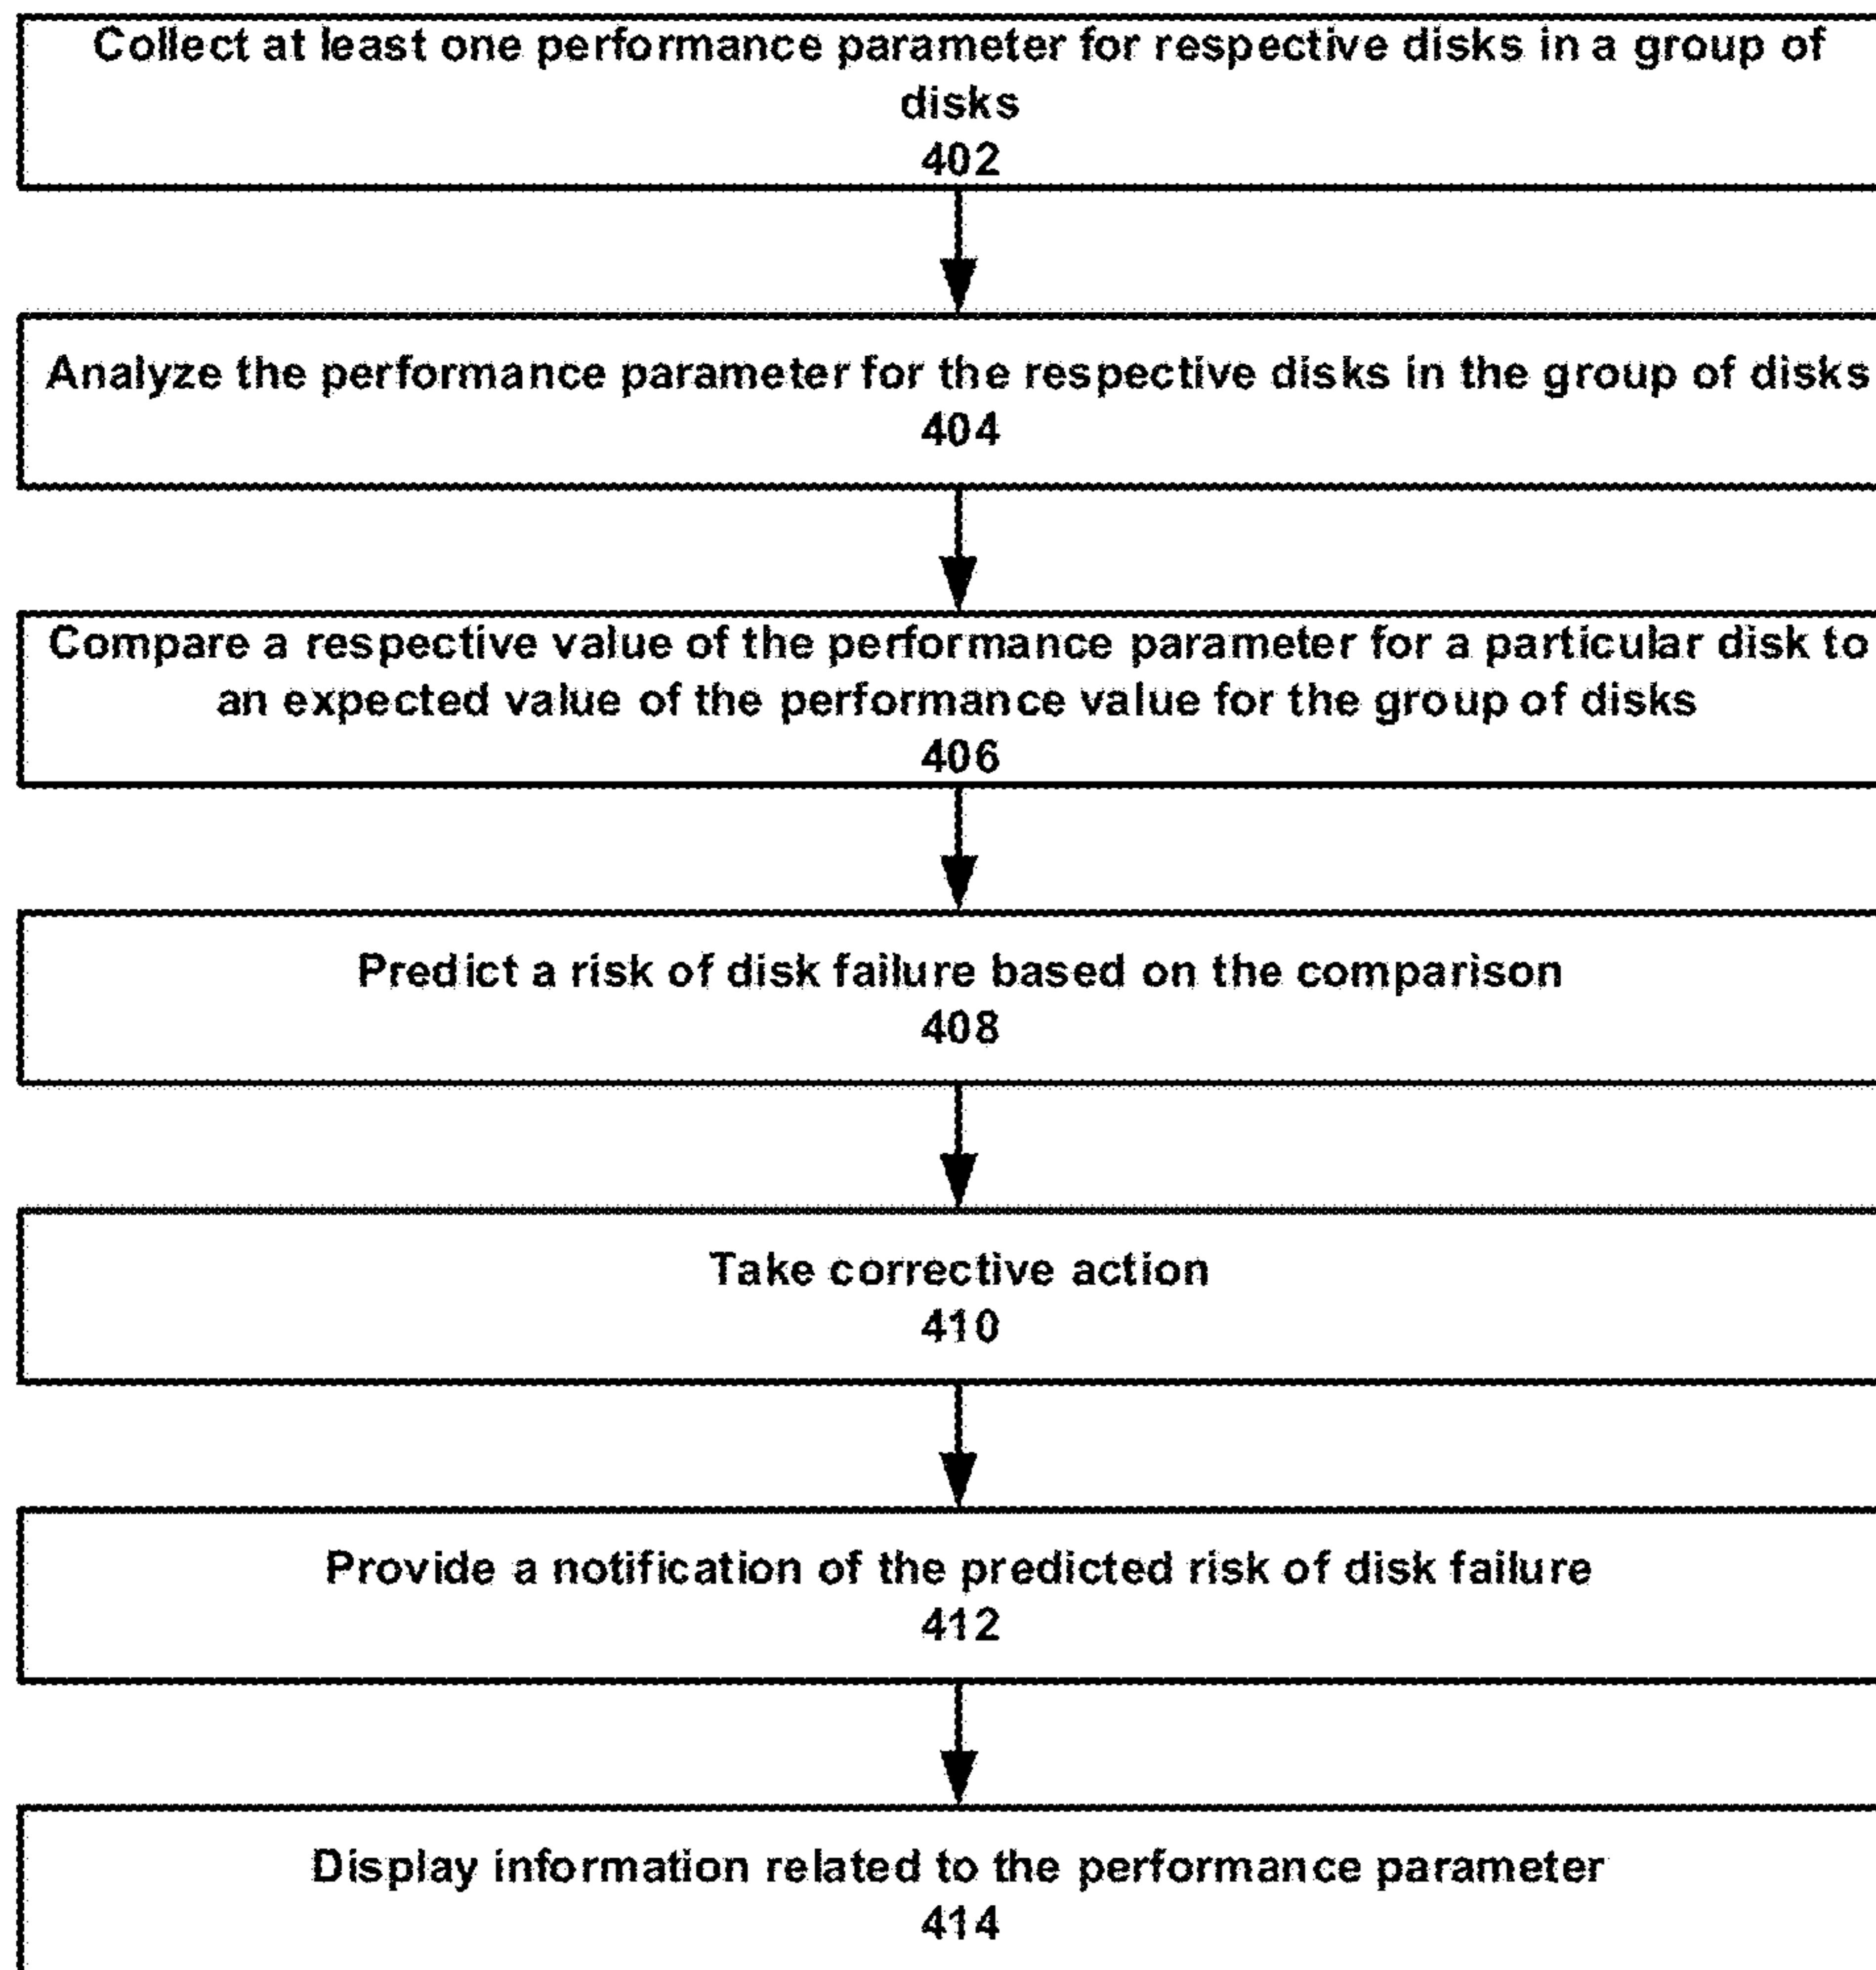 Collect at least one performance parameter for respective disks in a group of
disks
402
Analyze the performance parameter for the respective disks in the group of disks
404
Compare a respective value of the performance parameter for a particular disk to
an expected value of the performance value for the group of disks
406
Predict a risk of disk failure based on the comparison
408
Take corrective action
410
Provide a notification of the predicted risk of disk failure
412
Display information related to the performance parameter
414